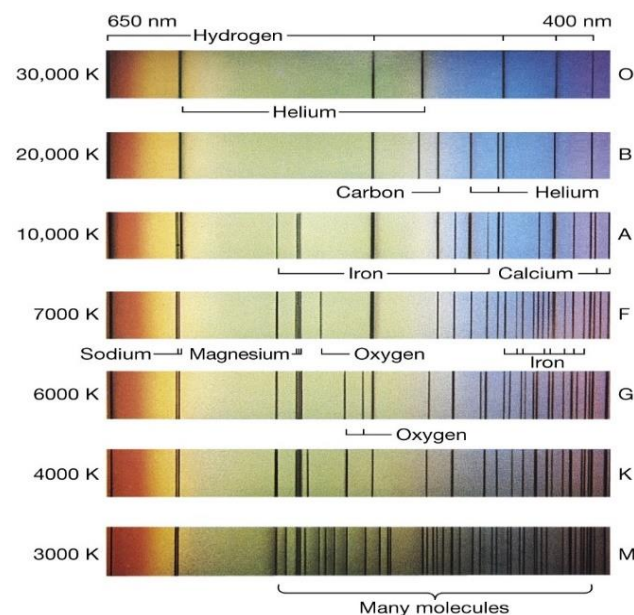 650 nm 400 nm
Hydrogen
30,000 K O
Helium
20,000 K B
Carbon Helium
10,000 K A
Iron Calcium
7000 K F
Sodium Magnesium Oxygen Iron
6000 K G
Oxygen
4000 K K
3000 K M
Many molecules